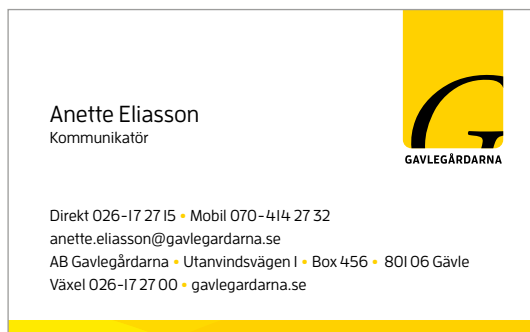 G
GAVLEGÅRDARNA
Anette Eliasson
Kommunikatör
Direkt 026-17 27 15 • Mobil 070-414 27 32
anette.eliasson@gavlegardarna.se
AB Gavlegårdarna • Utanvindsvägen 1 • Box 456 • 801 06 Gävle
Växel 026-17 27 00 • gavlegardarna.se